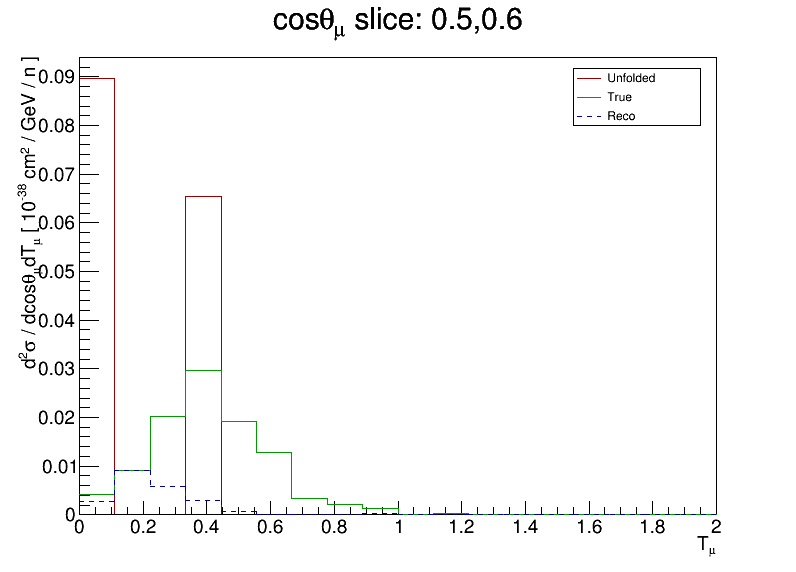 cosθμ slice: 0.5,0.6
d²σ / dcosθμdTμ [ 10⁻³⁸ cm² / GeV / n ]
0.09
0.08
0.07
0.06
0.05
0.04
0.03
0.02
0.01
0
Unfolded
True
Reco
0 0.2 0.4 0.6 0.8 1 1.2 1.4 1.6 1.8 2
Tμ